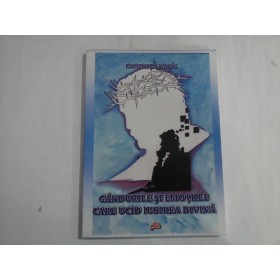 GÂNDURILE ȘI EMOȚIILE
CARE UCID IUBIREA DIVINĂ